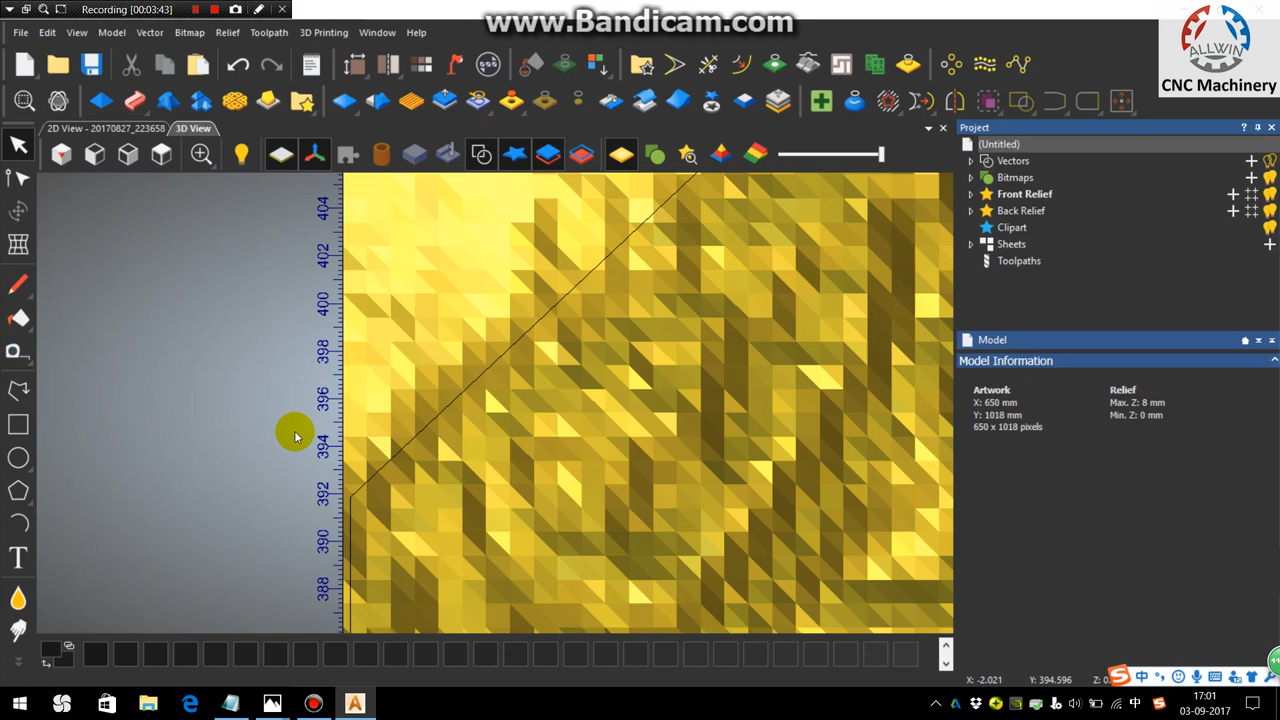 Recording [00:03:43]
www.Bandicam.com
ALLWIN
CNC Machinery
File Edit View Model Vector Bitmap Relief Toolpath 3D Printing Window Help
2D View - 20170827_223658 3D View
Project
(Untitled)
Vectors
Bitmaps
Front Relief
Back Relief
Clipart
Sheets
Toolpaths
404
402
400
398
396
394
392
390
388
Model
Model Information
Artwork Relief
X: 650 mm Max. Z: 8 mm
Y: 1018 mm Min. Z: 0 mm
650 x 1018 pixels
T
X: -2.021 Y: 394.596
中
17:01
中
03-09-2017